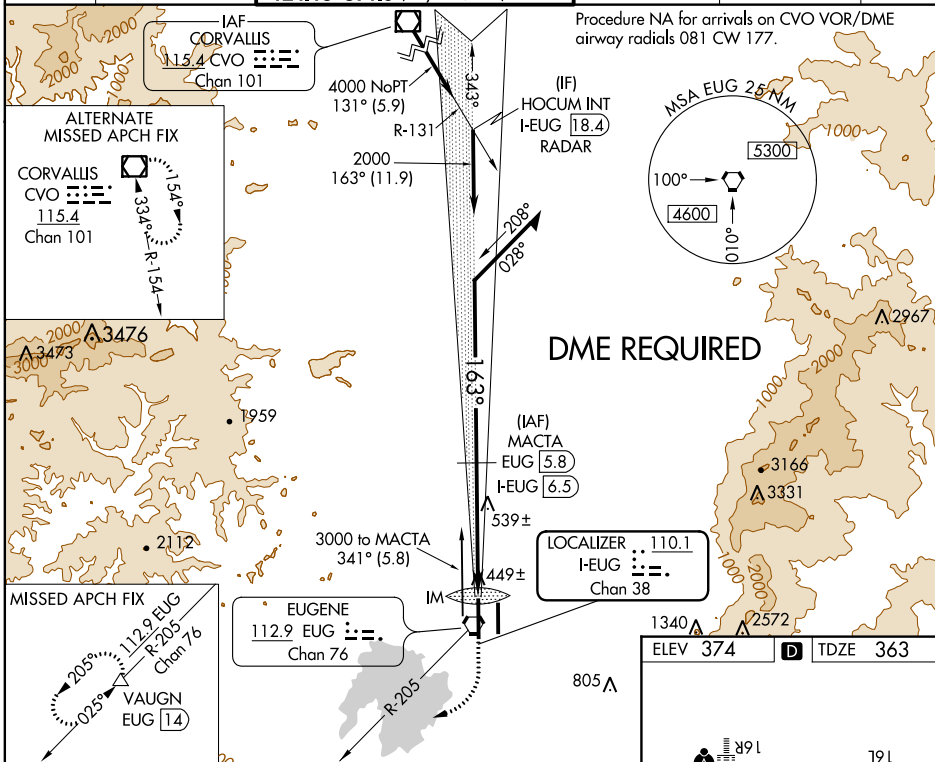 Procedure NA for arrivals on CVO VOR/DME
airway radials 081 CW 177.
IAF
CORVALLIS
115.4 CVO
Chan 101
4000 NoPT
131° (5.9)
R-131
343°
(IF)
HOCUM INT
I-EUG 18.4
RADAR
2000
163° (11.9)
MSA EUG 25 NM
5300
100°
4600
010°
1000
ALTERNATE
MISSED APCH FIX
CORVALLIS
CVO
115.4
Chan 101
154°
334°
R-154
208°
028°
2000
3476
3473
3000
1959
2112
163°
DME REQUIRED
2967
2000
1000
3166
3331
(IAF)
MACTA
EUG 5.8
I-EUG 6.5
539±
3000 to MACTA
341° (5.8)
449±
IM
LOCALIZER 110.1
I-EUG
Chan 38
1000
2000
1340
2572
MISSED APCH FIX
112.9 EUG
R-205
Chan 76
205°
025°
VAUGN
EUG 14
EUGENE
112.9 EUG
Chan 76
R-205
805
ELEV 374 D TDZE 363
16R
16L